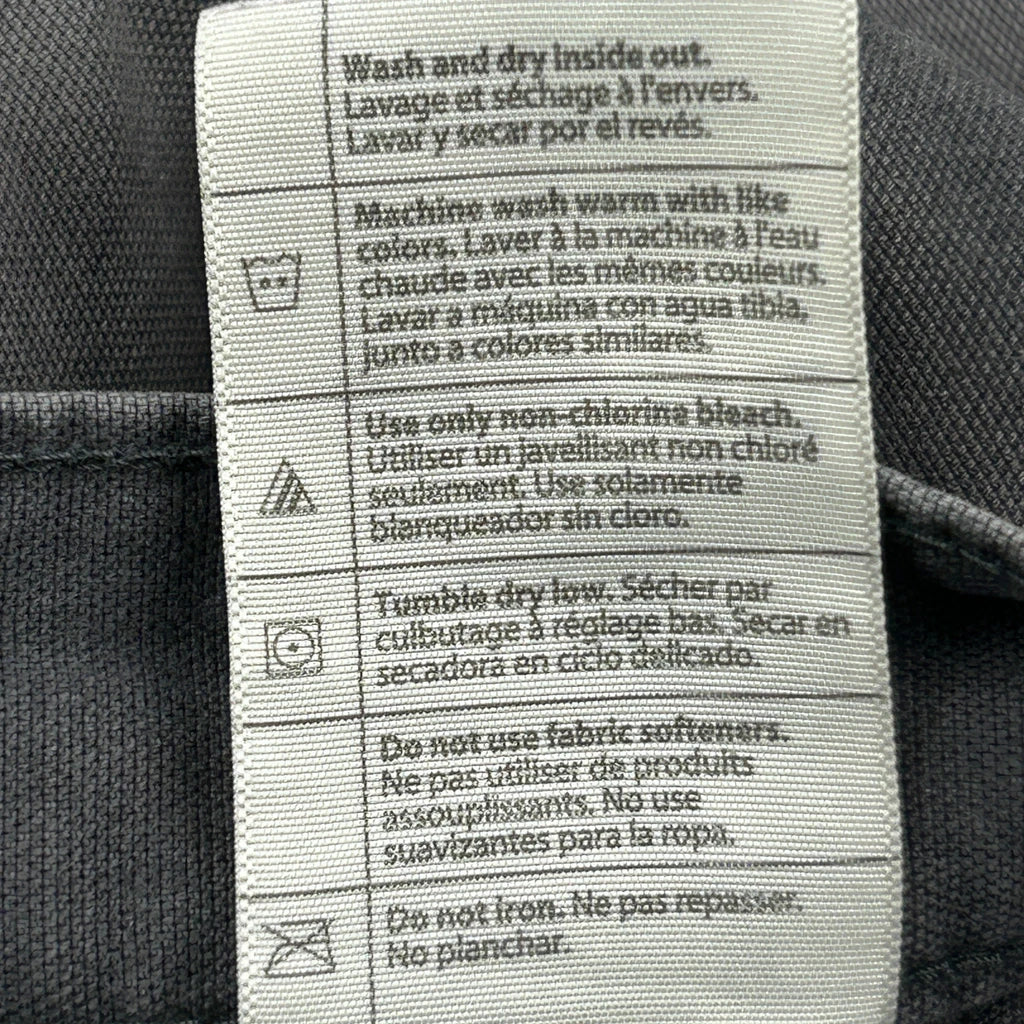 Wash and dry inside out.
Lavage et séchage à l'envers.
Lavar y secar por el revés.
Machine wash warm with like
colors. Laver à la machine à l'eau
chaude avec les mêmes couleurs.
Lavar a máquina con agua tibia,
junto a colores similares.
Use only non-chlorine bleach.
Utiliser un javellisant non chloré
seulement. Use solamente
blanqueador sin cloro.
Tumble dry low. Sécher par
culbutage à réglage bas. Secar en
secadora en ciclo delicado.
Do not use fabric softeners.
Ne pas utiliser de produits
assouplissants. No use
suavizantes para la ropa.
Do not iron. Ne pas repasser.
No planchar.